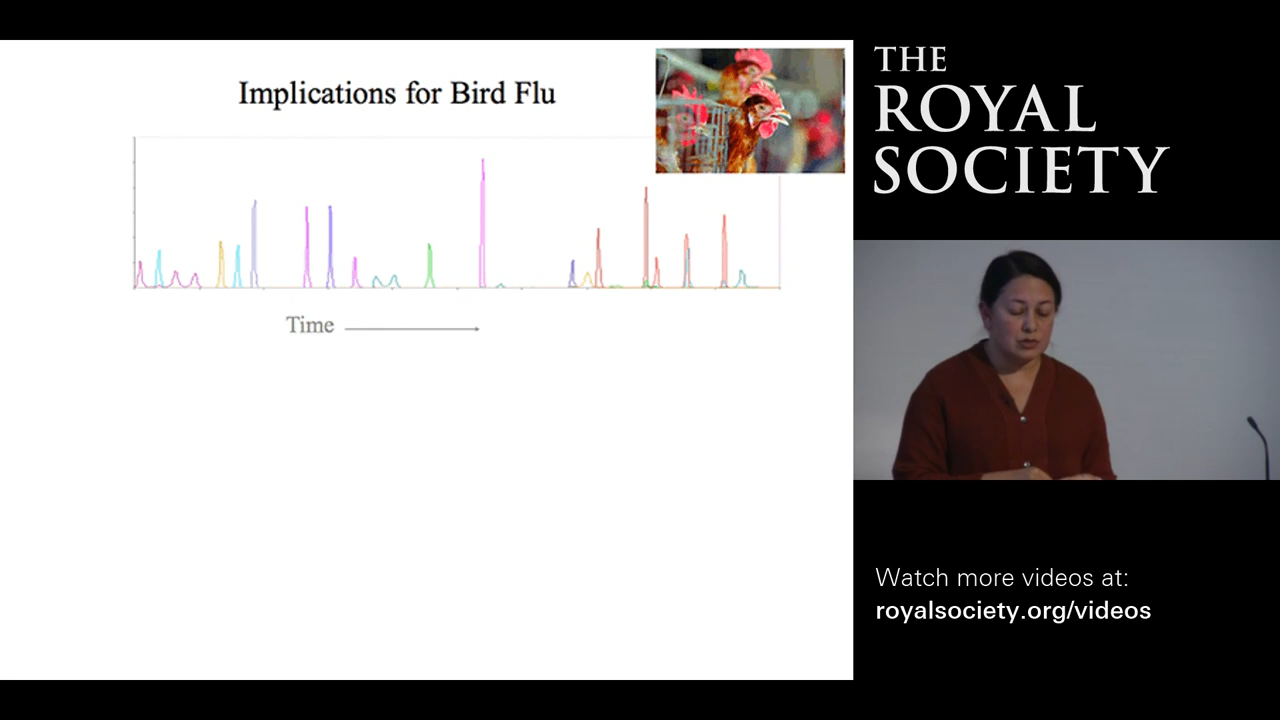 Implications for Bird Flu
Time
THE
ROYAL
SOCIETY
Watch more videos at:
royalsociety.org/videos